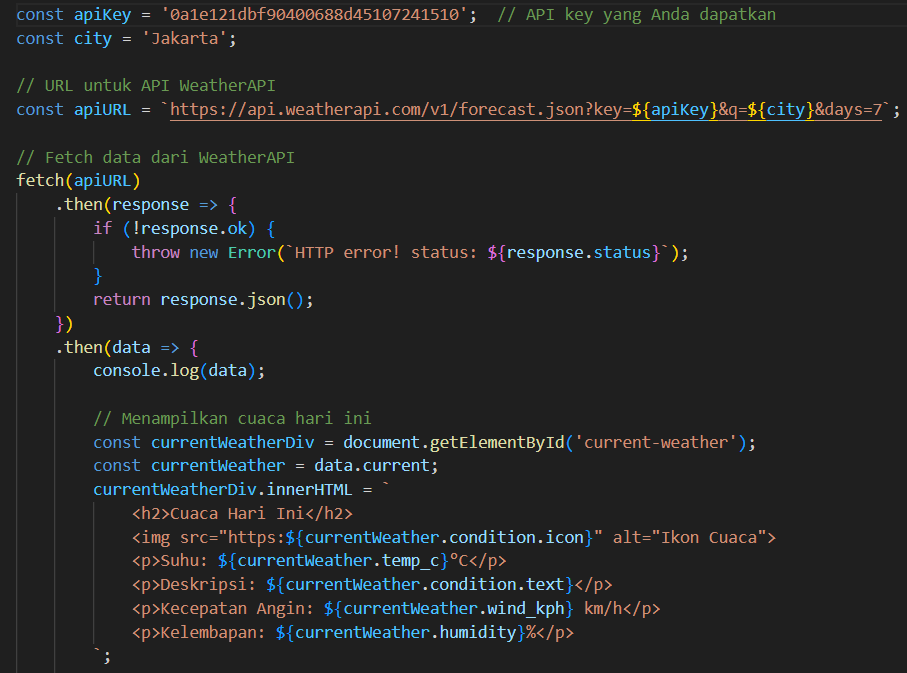 const apiKey = '0a1e121dbf90400688d45107241510';  // API key yang Anda dapatkan
const city = 'Jakarta';
// URL untuk API WeatherAPI
const apiURL = `https://api.weatherapi.com/v1/forecast.json?key=${apiKey}&q=${city}&days=7`;
// Fetch data dari WeatherAPI
fetch(apiURL)
    .then(response => {
        if (!response.ok) {
            throw new Error(`HTTP error! status: ${response.status}`);
        }
        return response.json();
    })
    .then(data => {
        console.log(data);
        // Menampilkan cuaca hari ini
        const currentWeatherDiv = document.getElementById('current-weather');
        const currentWeather = data.current;
        currentWeatherDiv.innerHTML = `
            <h2>Cuaca Hari Ini</h2>
            <img src="https:${currentWeather.condition.icon}" alt="Ikon Cuaca">
            <p>Suhu: ${currentWeather.temp_c}°C</p>
            <p>Deskripsi: ${currentWeather.condition.text}</p>
            <p>Kecepatan Angin: ${currentWeather.wind_kph} km/h</p>
            <p>Kelembapan: ${currentWeather.humidity}%</p>
        `;